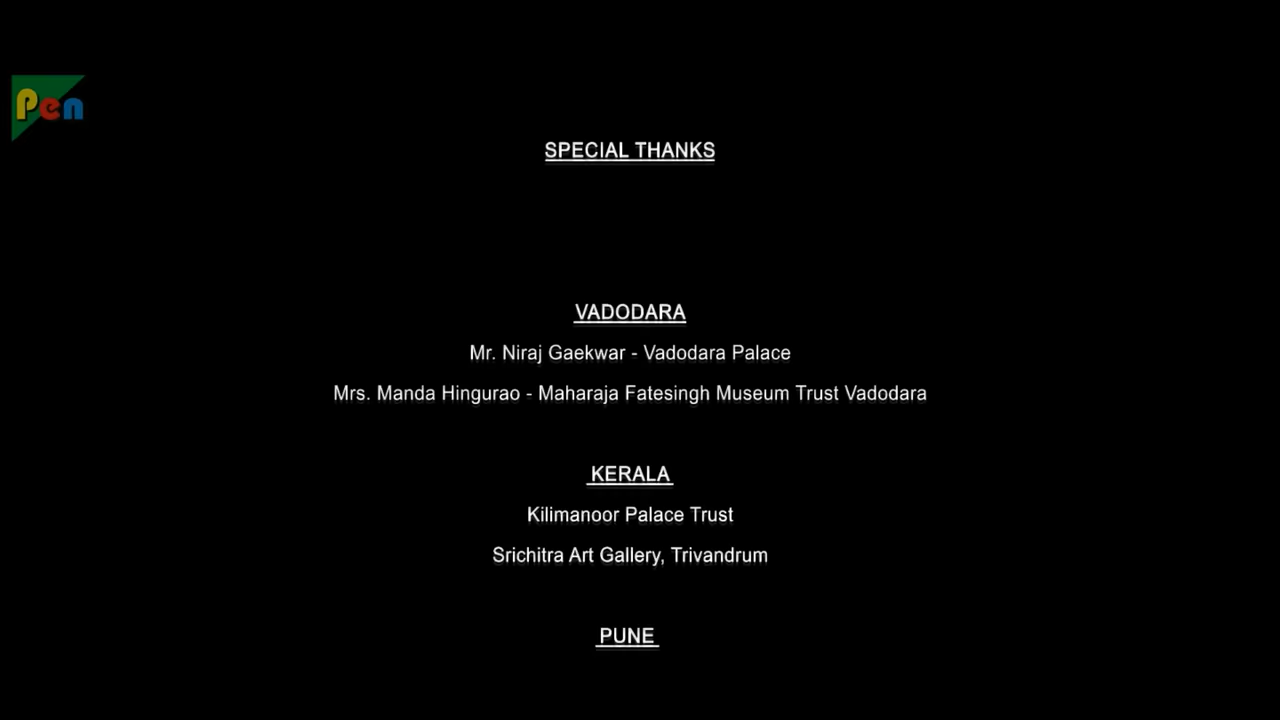 Pen
SPECIAL THANKS
VADODARA
Mr. Niraj Gaekwar - Vadodara Palace
Mrs. Manda Hingurao - Maharaja Fatesingh Museum Trust Vadodara
KERALA
Kilimanoor Palace Trust
Srichitra Art Gallery, Trivandrum
PUNE